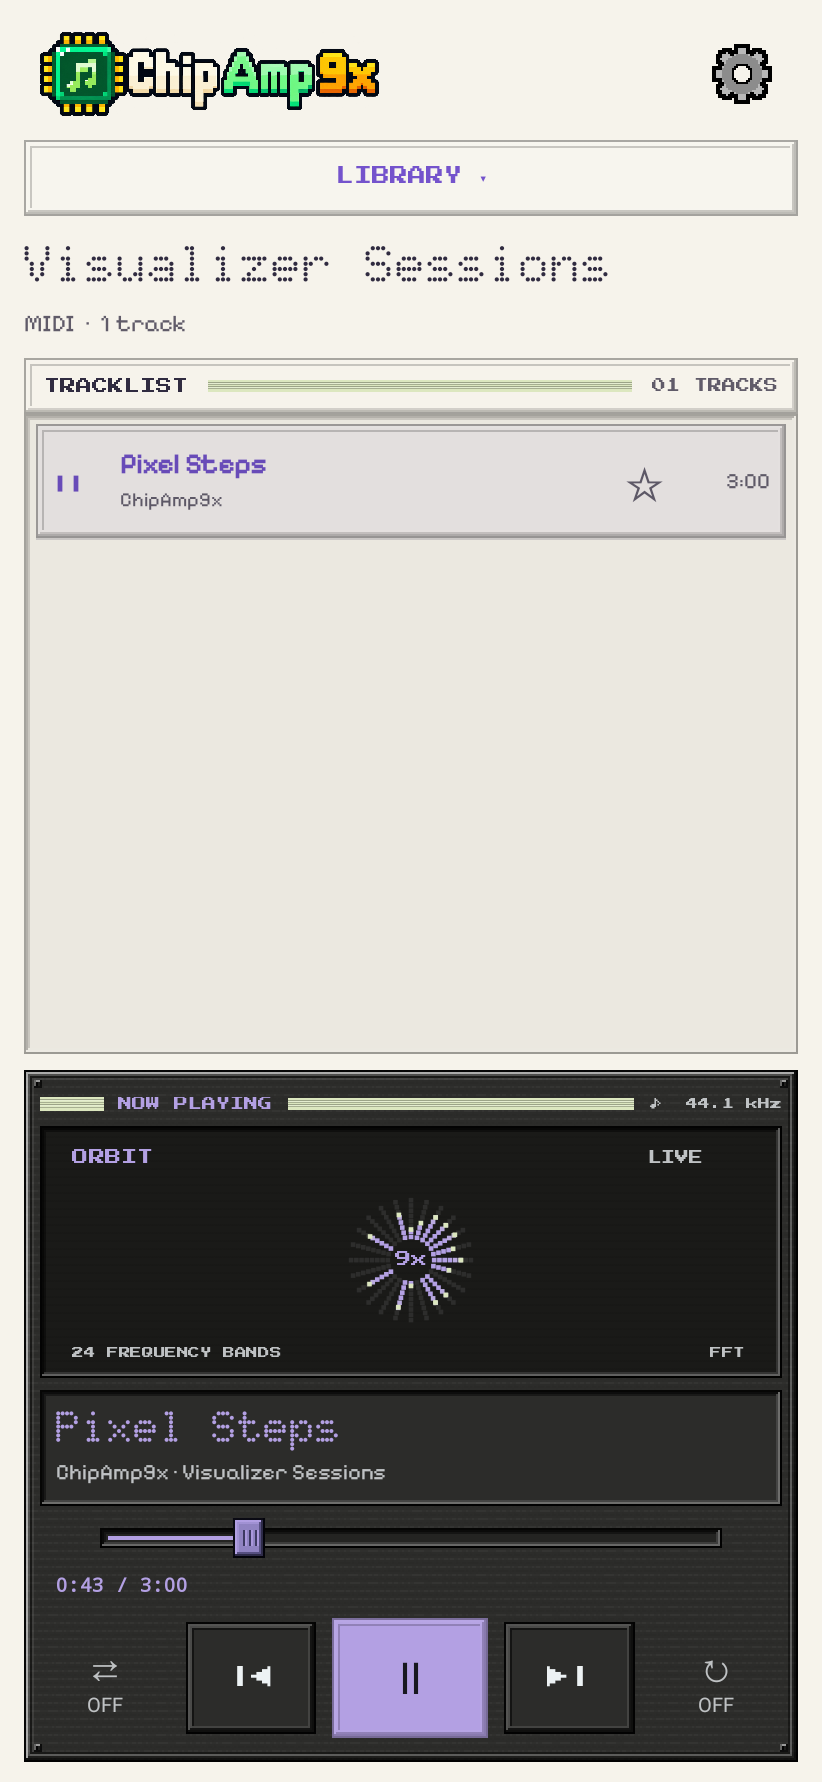 ChipAmp9x
LIBRARY ▾
Visualizer Sessions
MIDI · 1 track
TRACKLIST 01 TRACKS
Pixel Steps
ChipAmp9x
3:00
NOW PLAYING ♪ 44.1 kHz
ORBIT LIVE
9x
24 FREQUENCY BANDS FFT
Pixel Steps
ChipAmp9x · Visualizer Sessions
0:43 / 3:00
OFF OFF